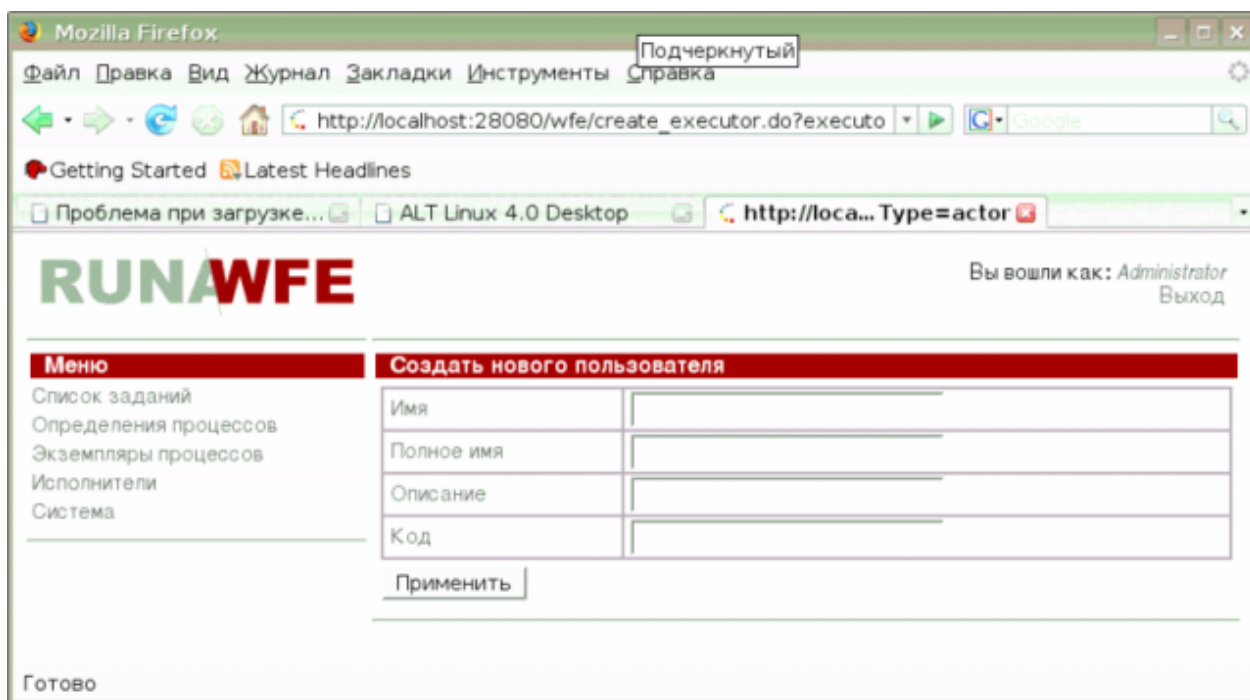 Mozilla Firefox
Подчеркнутый
Файл Правка Вид Журнал Закладки Инструменты Справка
http://localhost:28080/wfe/create_executor.do?executo
G Google
Getting Started Latest Headlines
Проблема при загрузке... ALT Linux 4.0 Desktop http://loca...Type=actor
RUNAWFE
Вы вошли как: Administrator
Выход
Меню
Создать нового пользователя
Список заданий
Определения процессов
Экземпляры процессов
Исполнители
Система
Имя
Полное имя
Описание
Код
Применить
Готово